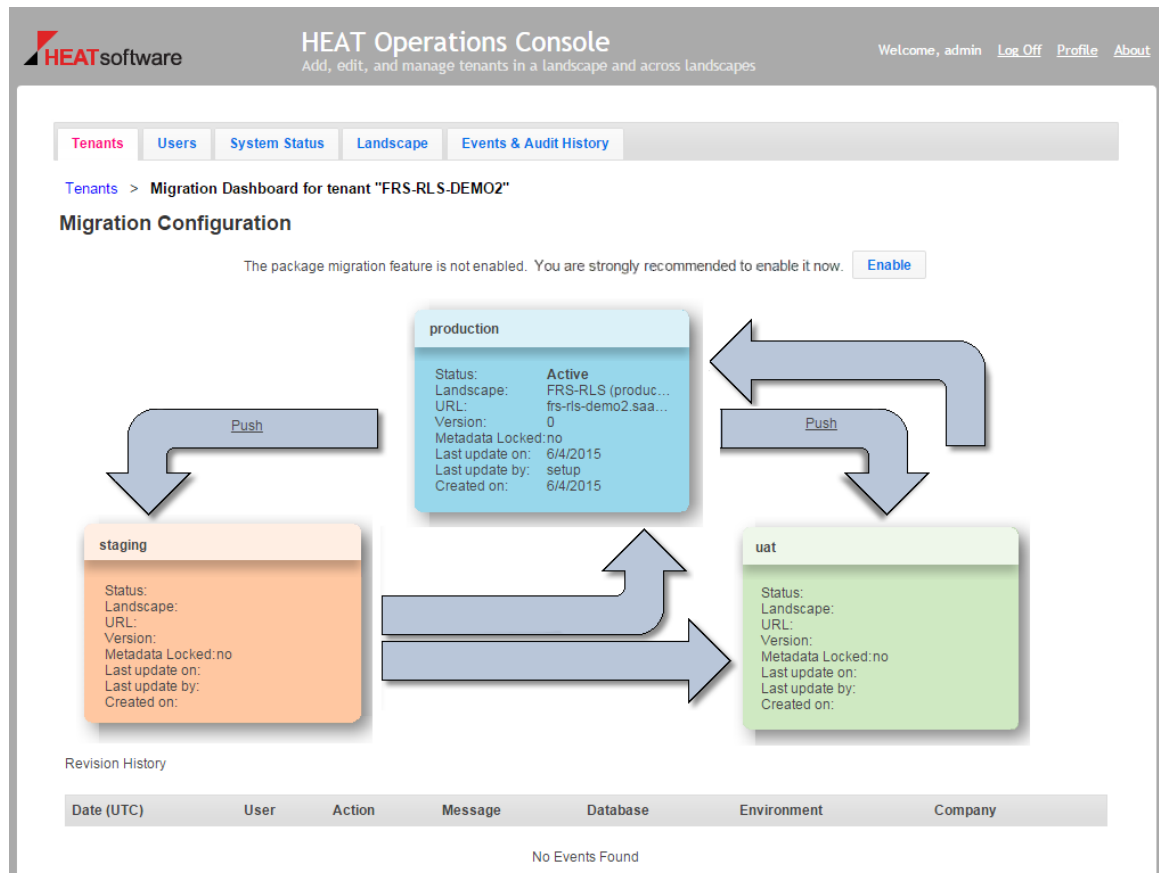 HEATsoftware
HEAT Operations Console
Add, edit, and manage tenants in a landscape and across landscapes
Welcome, admin Log Off Profile About
Tenants Users System Status Landscape Events & Audit History
Tenants > Migration Dashboard for tenant "FRS-RLS-DEMO2"
Migration Configuration
The package migration feature is not enabled. You are strongly recommended to enable it now. Enable
production
Status: Active
Landscape: FRS-RLS (produc...
URL: frs-rls-demo2.saa...
Version: 0
Metadata Locked:no
Last update on: 6/4/2015
Last update by: setup
Created on: 6/4/2015
Push
Push
staging
Status:
Landscape:
URL:
Version:
Metadata Locked:no
Last update on:
Last update by:
Created on:
uat
Status:
Landscape:
URL:
Version:
Metadata Locked:no
Last update on:
Last update by:
Created on:
Revision History
Date (UTC) User Action Message Database Environment Company
No Events Found